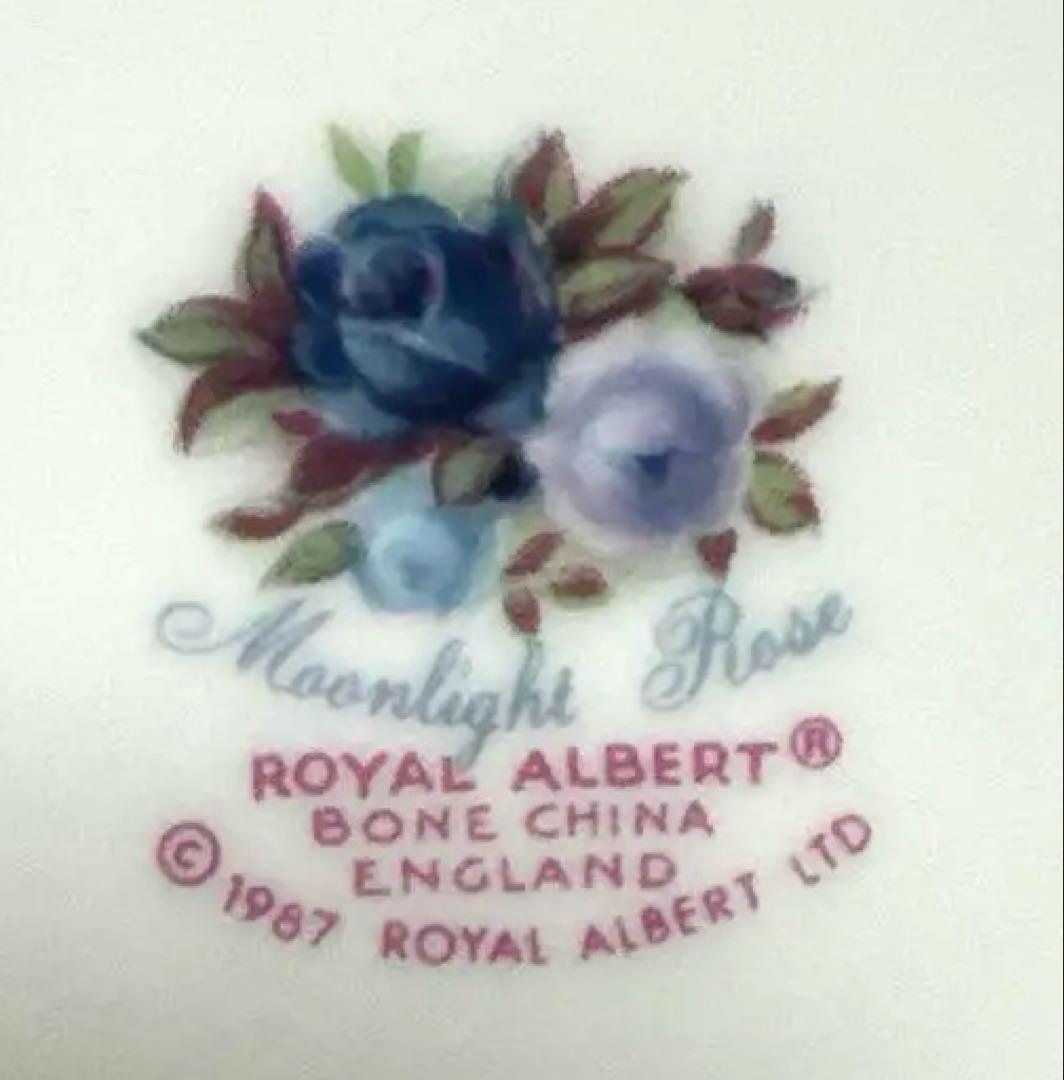 Moonlight Rose
ROYAL ALBERT®
BONE CHINA
ENGLAND
© 1987 ROYAL ALBERT LTD